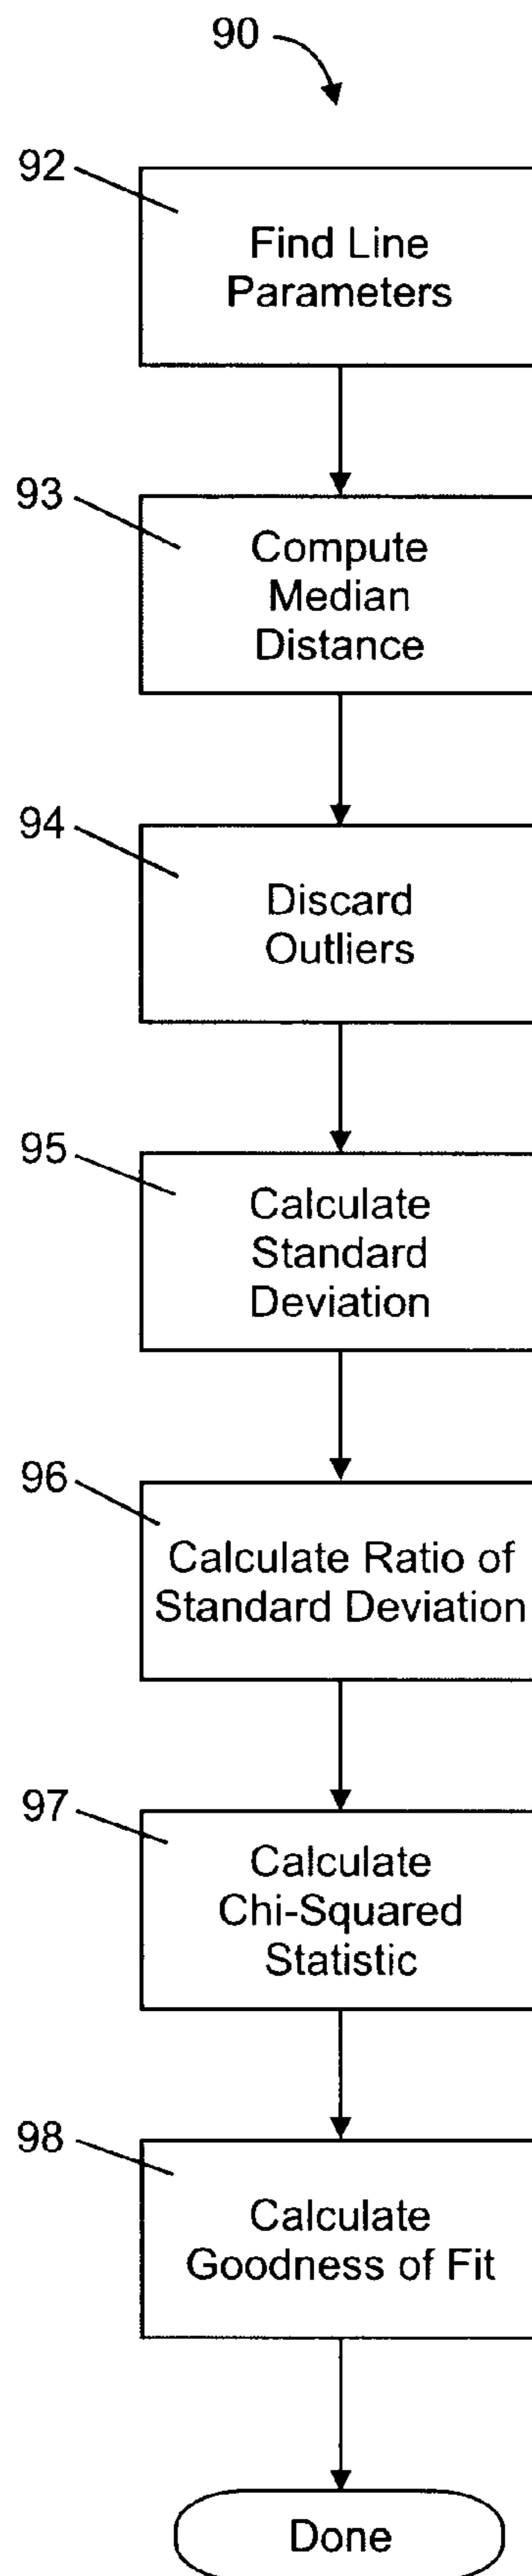 90
92
Find Line
Parameters
93
Compute
Median
Distance
94
Discard
Outliers
95
Calculate
Standard
Deviation
96
Calculate Ratio of
Standard Deviation
97
Calculate
Chi-Squared
Statistic
98
Calculate
Goodness of Fit
Done